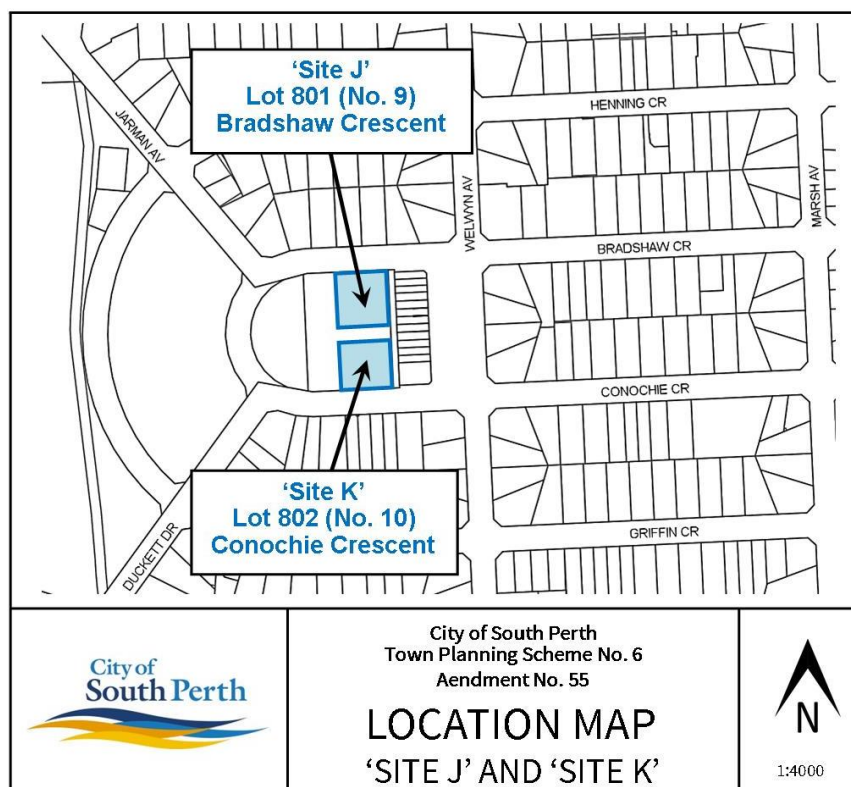 'Site J'
Lot 801 (No. 9)
Bradshaw Crescent
JARMAN AV
HENNING CR
WELWYN AV
MARSH AV
BRADSHAW CR
CONOCHIE CR
'Site K'
Lot 802 (No. 10)
Conochie Crescent
DUCKETT DR
GRIFFIN CR
City of
South Perth
City of South Perth
Town Planning Scheme No. 6
Aendment No. 55
LOCATION MAP
'SITE J' AND 'SITE K'
N
1:4000